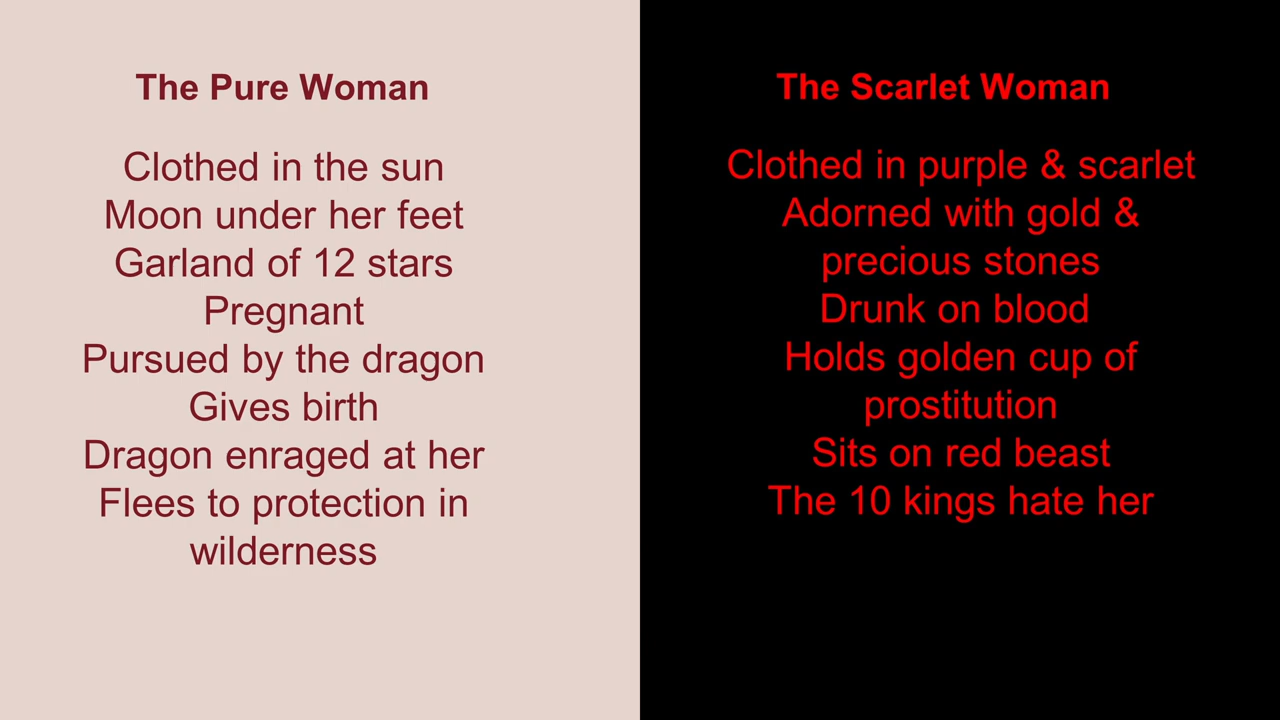 The Pure Woman
Clothed in the sun
Moon under her feet
Garland of 12 stars
Pregnant
Pursued by the dragon
Gives birth
Dragon enraged at her
Flees to protection in
wilderness
The Scarlet Woman
Clothed in purple & scarlet
Adorned with gold &
precious stones
Drunk on blood
Holds golden cup of
prostitution
Sits on red beast
The 10 kings hate her